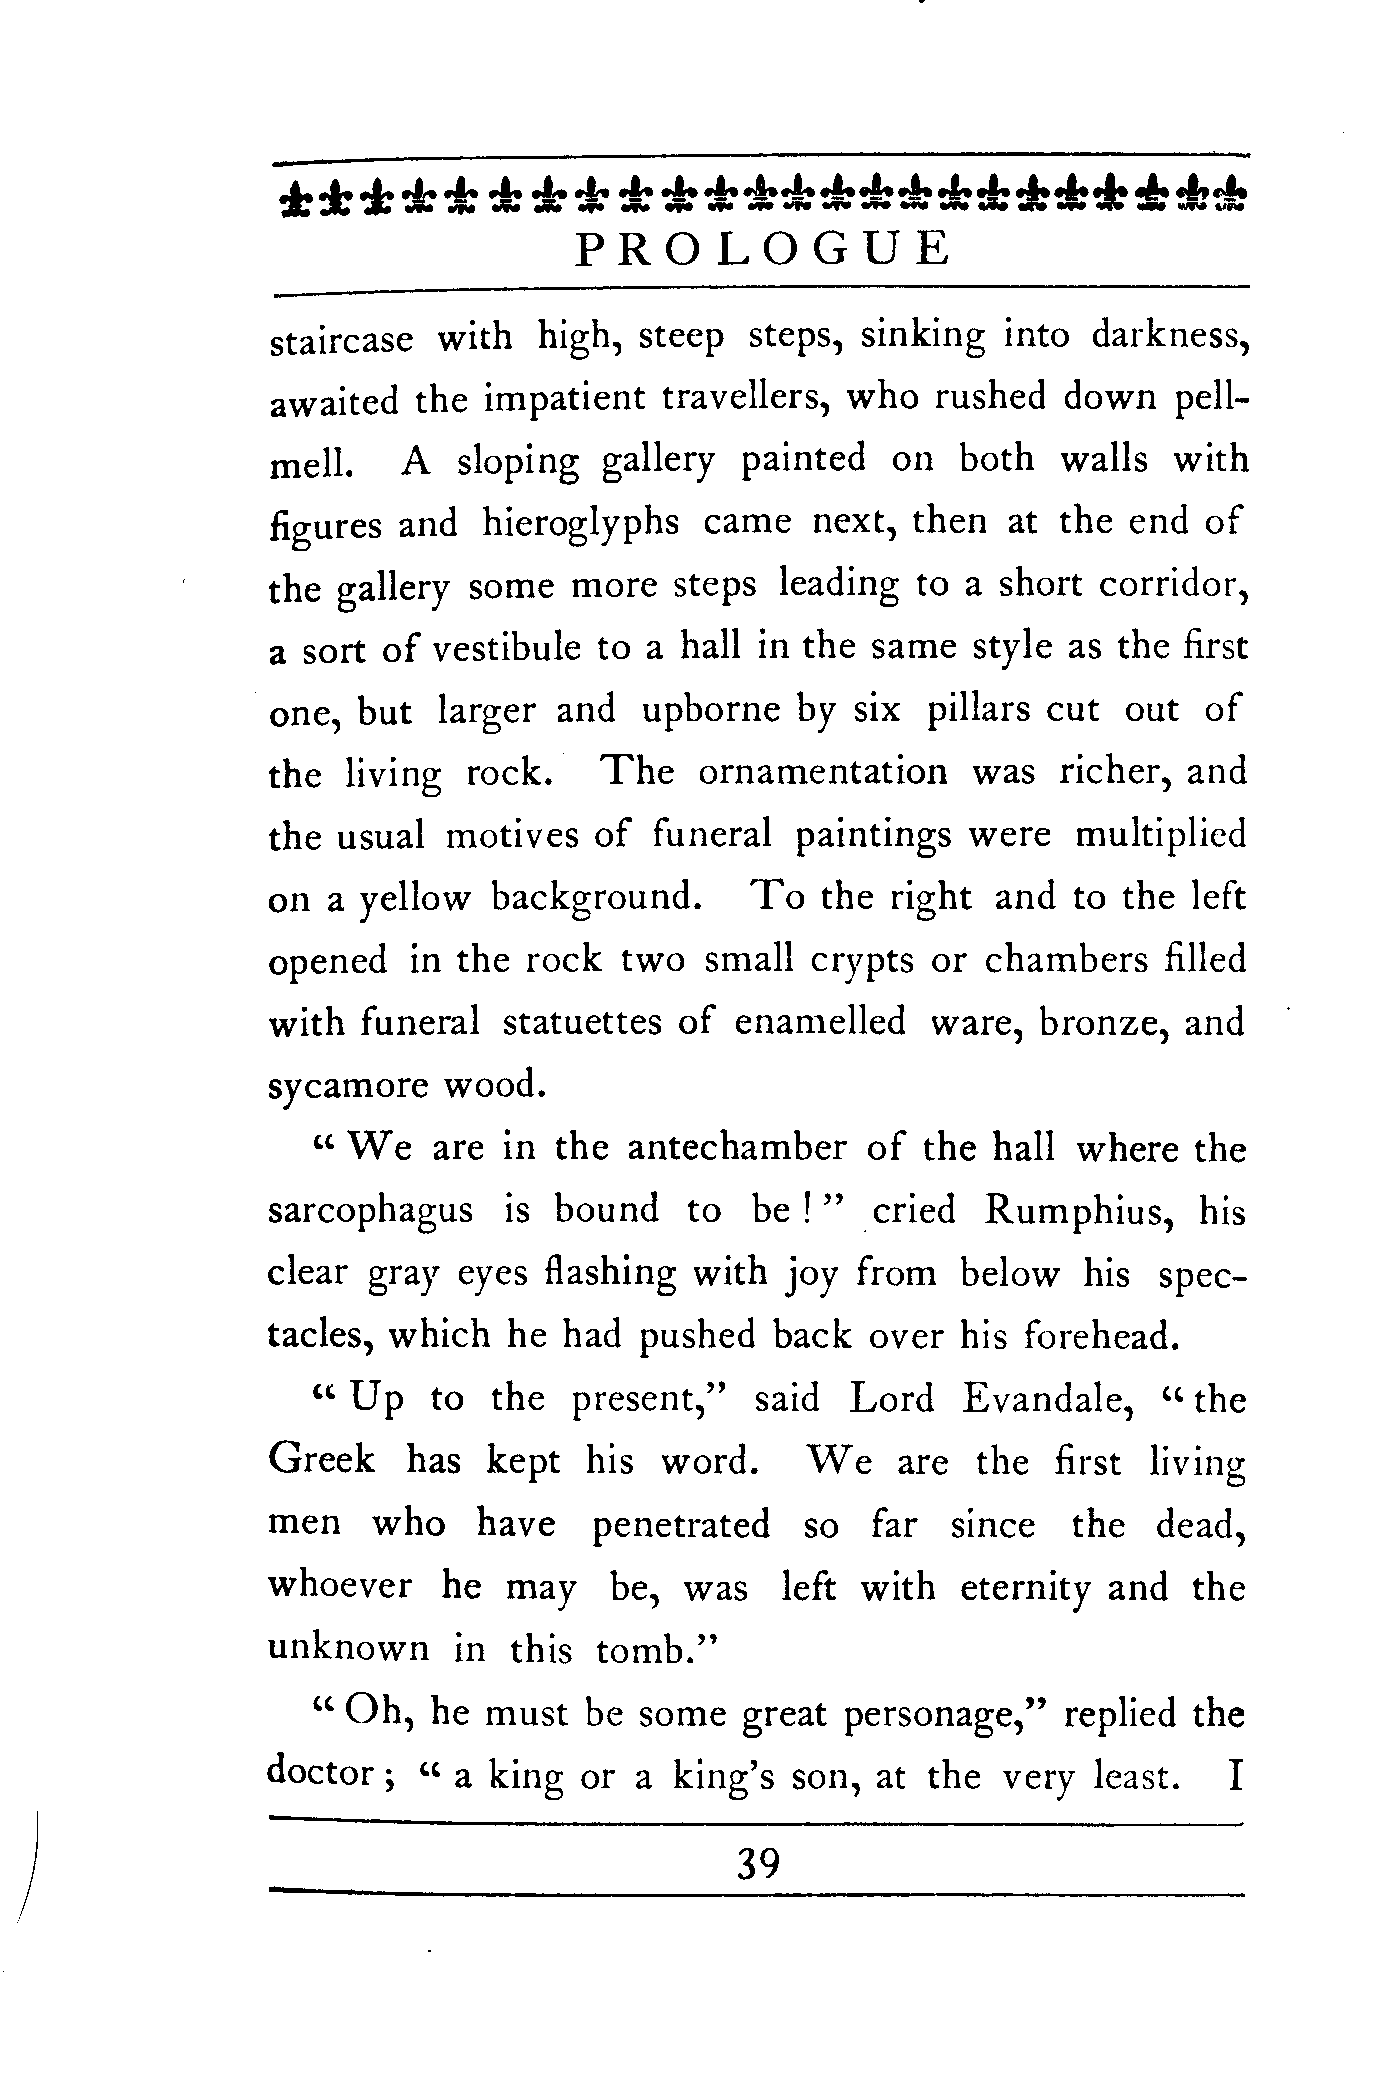 PROLOGUE
staircase with high, steep steps, sinking into darkness,
awaited the impatient travellers, who rushed down pell-
mell. A sloping gallery painted on both walls with
figures and hieroglyphs came next, then at the end of
the gallery some more steps leading to a short corridor,
a sort of vestibule to a hall in the same style as the first
one, but larger and upborne by six pillars cut out of
the living rock. The ornamentation was richer, and
the usual motives of funeral paintings were multiplied
on a yellow background. To the right and to the left
opened in the rock two small crypts or chambers filled
with funeral statuettes of enamelled ware, bronze, and
sycamore wood.
“ We are in the antechamber of the hall where the
sarcophagus is bound to be ! ” cried Rumphius, his
clear gray eyes flashing with joy from below his spec-
tacles, which he had pushed back over his forehead.
“ Up to the present,” said Lord Evandale, “ the
Greek has kept his word. We are the first living
men who have penetrated so far since the dead,
whoever he may be, was left with eternity and the
unknown in this tomb.”
“ Oh, he must be some great personage,” replied the
doctor ; “ a king or a king’s son, at the very least. I
39